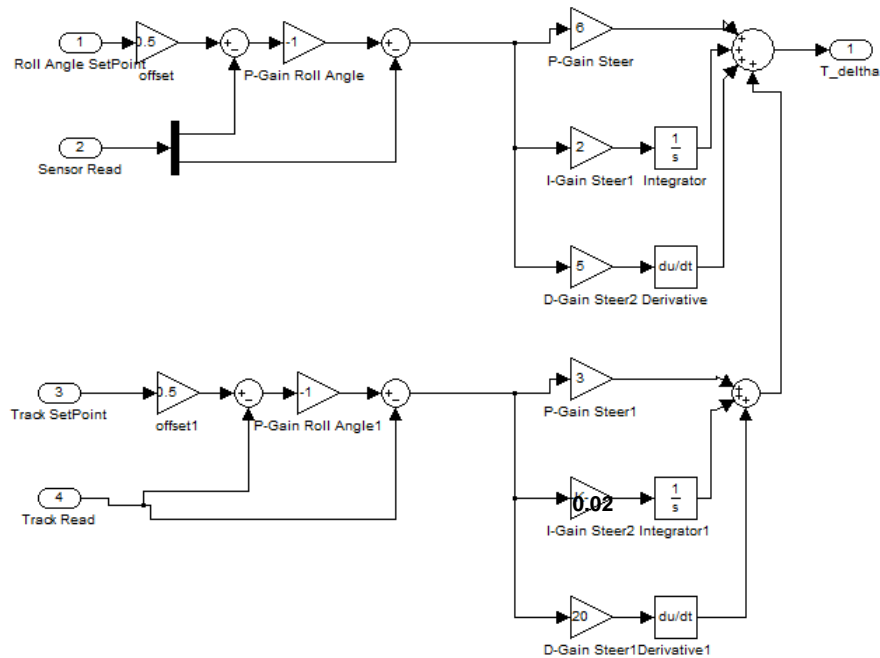 1
Roll Angle SetPoint
0.5
offset
+
−
-1
P-Gain Roll Angle
+
−
6
P-Gain Steer
+
+
+
+
1
T_deltha
2
Sensor Read
2
I-Gain Steer1
1
s
Integrator
5
D-Gain Steer2
du/dt
Derivative
3
Track SetPoint
0.5
offset1
+
−
-1
P-Gain Roll Angle1
+
−
3
P-Gain Steer1
+
+
+
4
Track Read
0.02
I-Gain Steer2
1
s
Integrator1
20
D-Gain Steer1
du/dt
Derivative1